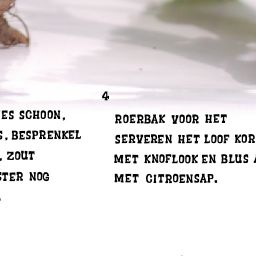 4
ES SCHOON,
S, BESPRENKEL
, ZOUT
STER NOG
ROERBAK VOOR HET
SERVEREN HET LOOF KOR
MET KNOFLOOK EN BLUS A
MET CITROENSAP.